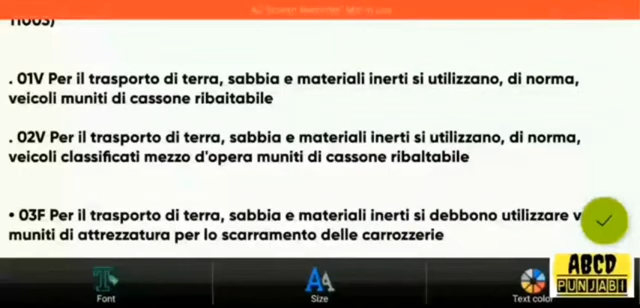 . 01V Per il trasporto di terra, sabbia e materiali inerti si utilizzano, di norma,
veicoli muniti di cassone ribaitabile
. 02V Per il trasporto di terra, sabbia e materiali inerti si utilizzano, di norma,
veicoli classificati mezzo d'opera muniti di cassone ribaltabile
• 03F Per il trasporto di terra, sabbia e materiali inerti si debbono utilizzare v
muniti di attrezzatura per lo scarramento delle carrozzerie
Font
Size
Text color
ABCD
PUNJABI